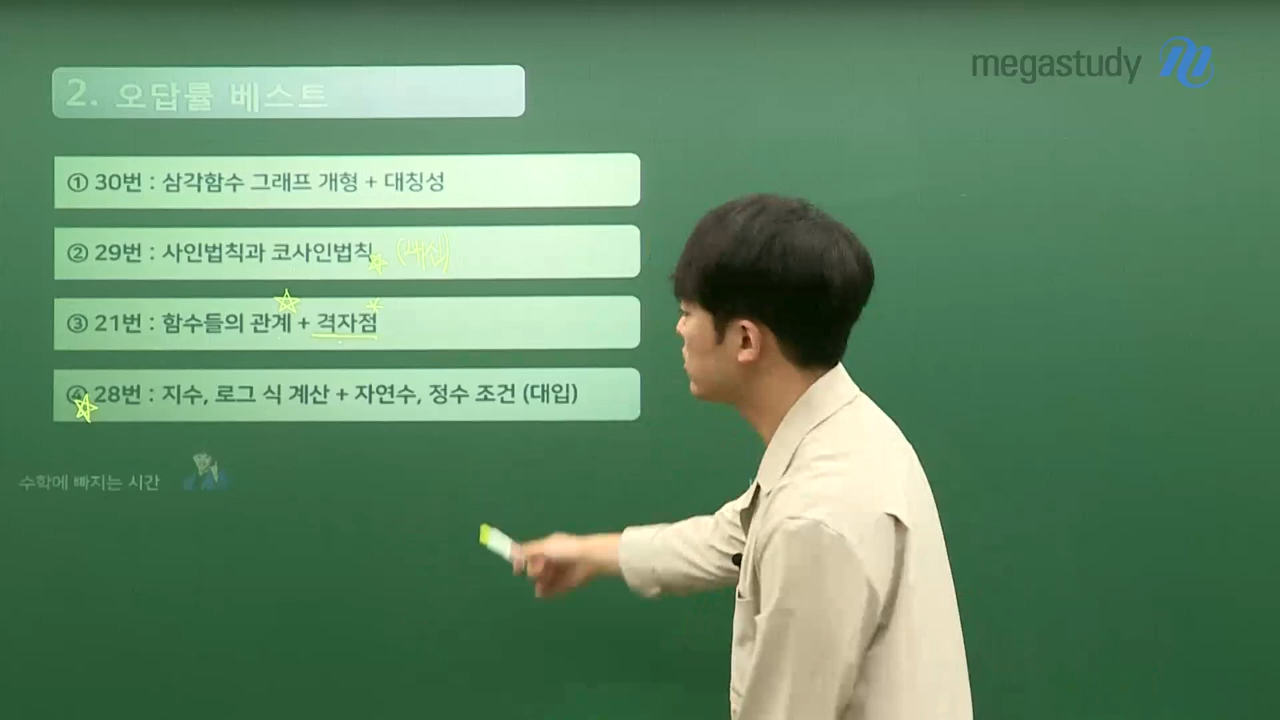 megastudy
2. 오답률 베스트
① 30번 : 삼각함수 그래프 개형 + 대칭성
② 29번 : 사인법칙과 코사인법칙 (내신)
③ 21번 : 함수들의 관계 + 격자점
④ 28번 : 지수, 로그 식 계산 + 자연수, 정수 조건 (대입)
수학에 빠지는 시간